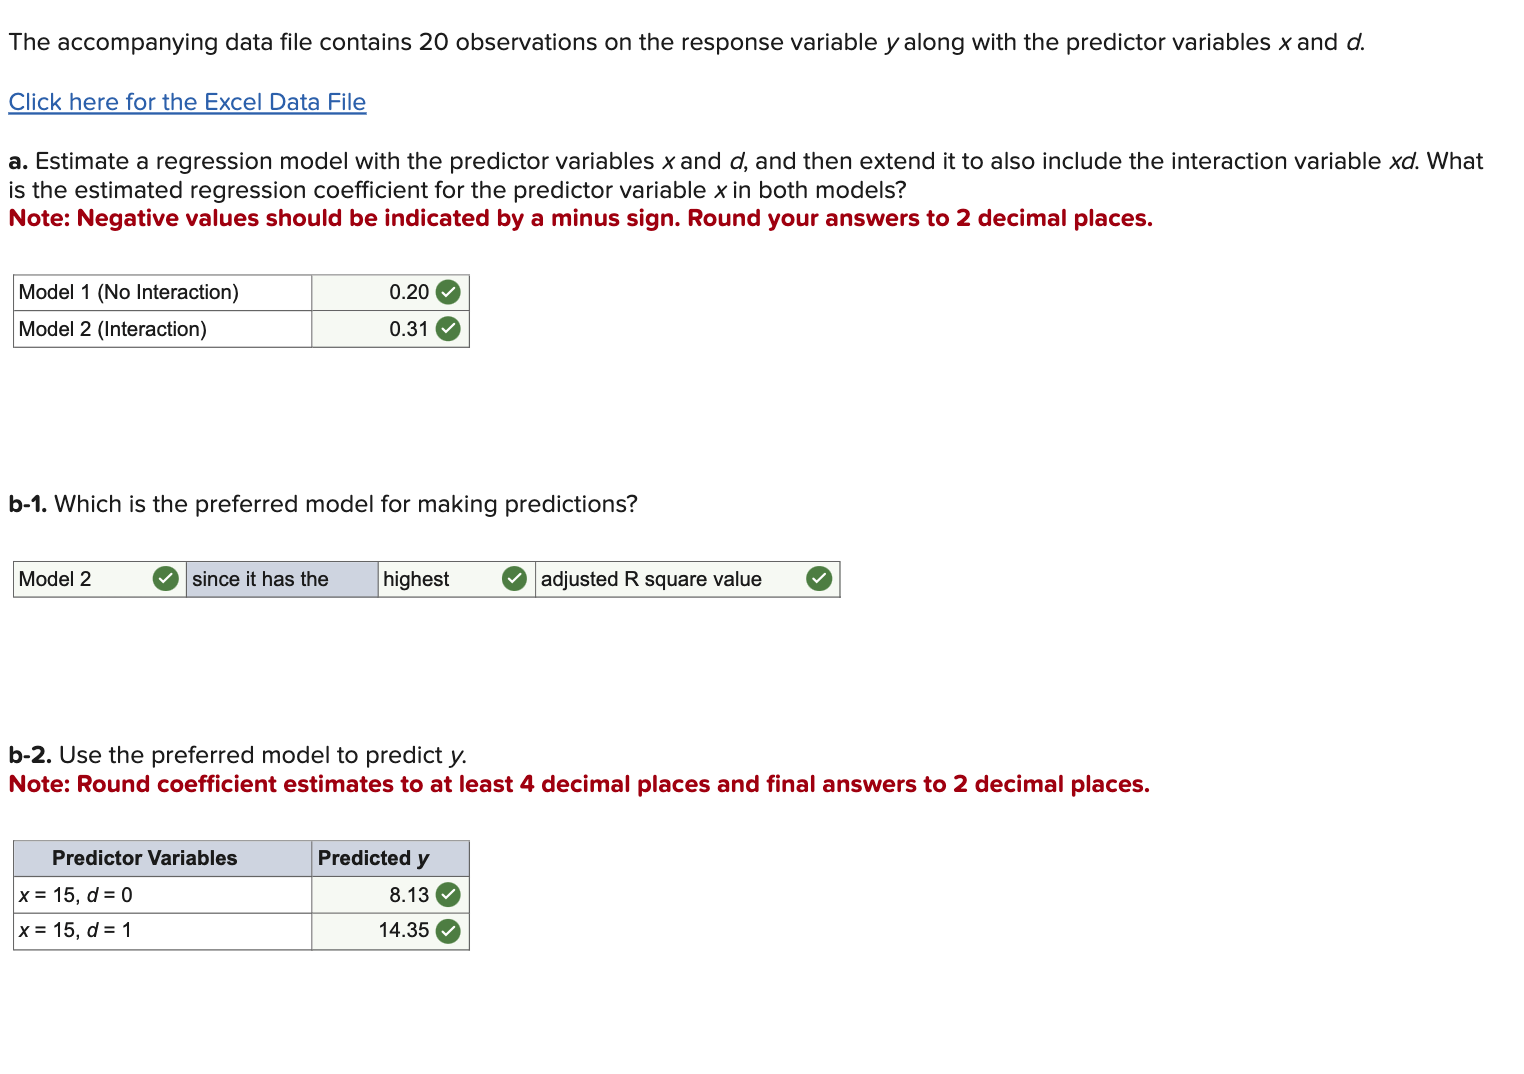 The accompanying data file contains 20 observations on the response variable y along with the predictor variables x and d.
Click here for the Excel Data File
a. Estimate a regression model with the predictor variables x and d, and then extend it to also include the interaction variable xd. What
is the estimated regression coefficient for the predictor variable x in both models?
Note: Negative values should be indicated by a minus sign. Round your answers to 2 decimal places.
Model 1 (No Interaction) 0.20
Model 2 (Interaction) 0.31
b-1. Which is the preferred model for making predictions?
Model 2 since it has the highest adjusted R square value
b-2. Use the preferred model to predict y.
Note: Round coefficient estimates to at least 4 decimal places and final answers to 2 decimal places.
Predictor Variables Predicted y
x = 15, d = 0 8.13
x = 15, d = 1 14.35